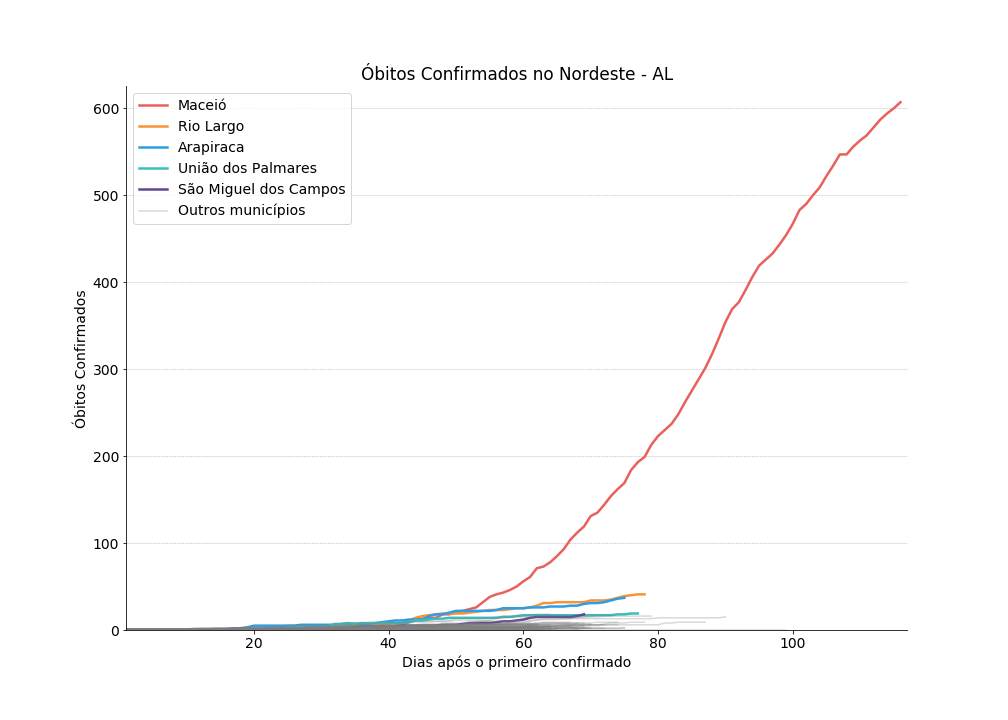 Óbitos Confirmados no Nordeste - AL
Maceió
Rio Largo
Arapiraca
União dos Palmares
São Miguel dos Campos
Outros municípios
Óbitos Confirmados
600
500
400
300
200
100
0
20
40
60
80
100
Dias após o primeiro confirmado